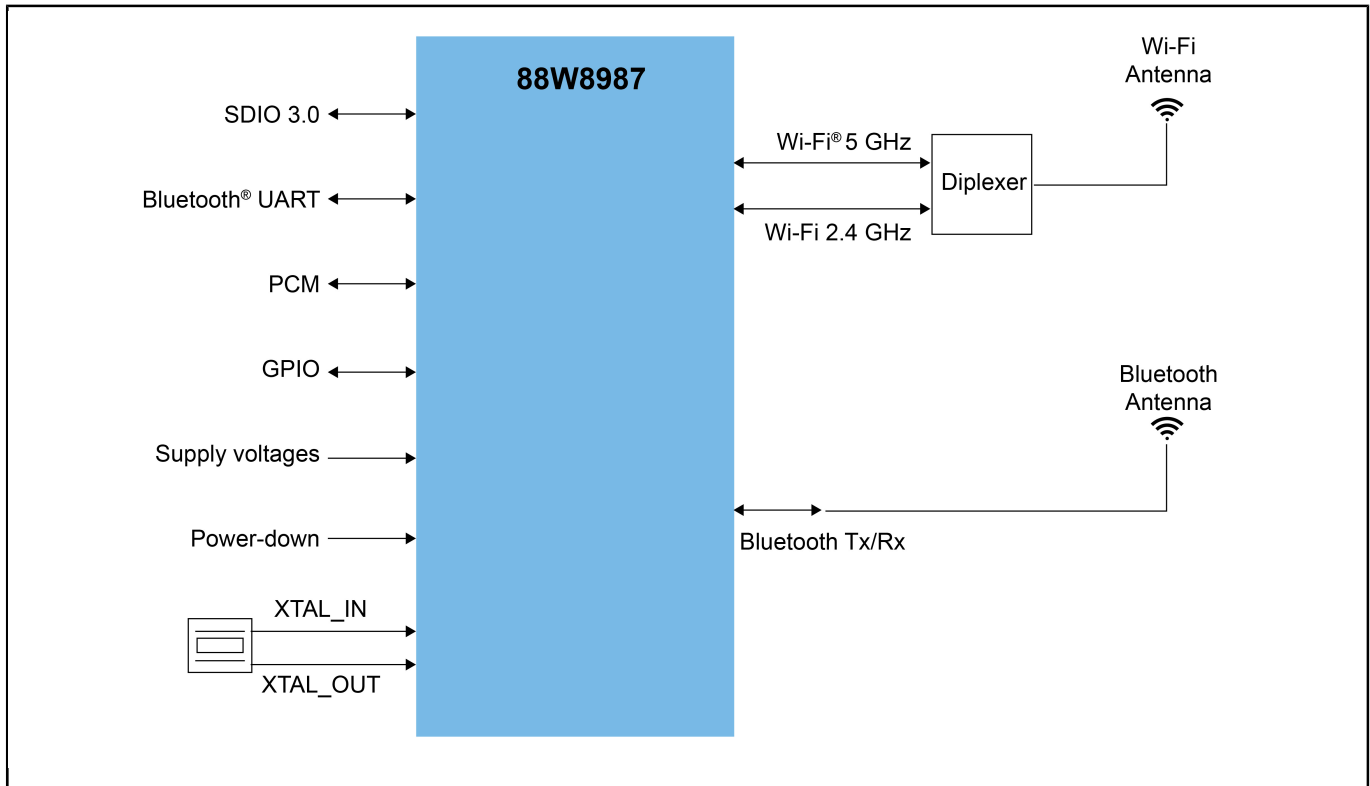 88W8987
SDIO 3.0
Bluetooth® UART
PCM
GPIO
Supply voltages
Power-down
XTAL_IN
XTAL_OUT
Wi-Fi® 5 GHz
Wi-Fi 2.4 GHz
Diplexer
Wi-Fi
Antenna
Bluetooth
Antenna
Bluetooth Tx/Rx